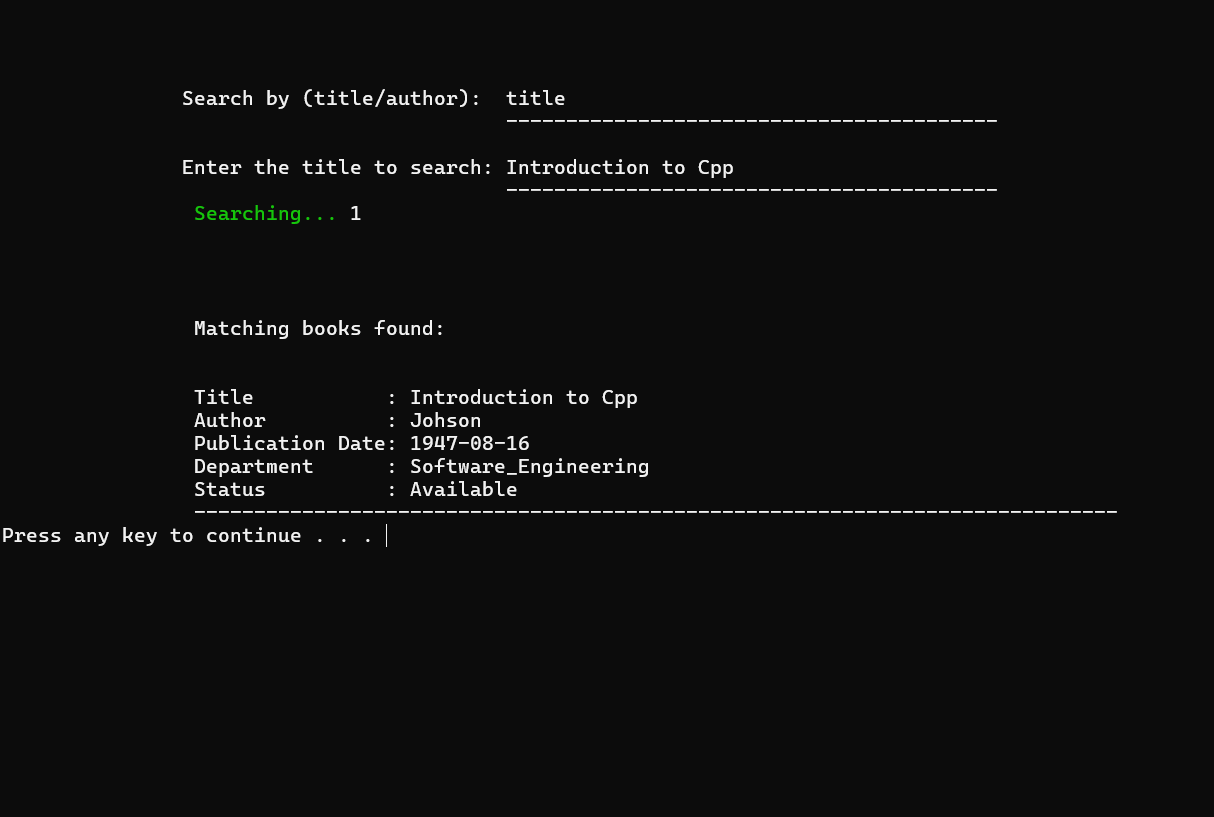 Search by (title/author): title
-----------------------------------------
Enter the title to search: Introduction to Cpp
-----------------------------------------
Searching... 1
Matching books found:
Title : Introduction to Cpp
Author : Johson
Publication Date: 1947-08-16
Department : Software_Engineering
Status : Available
-----------------------------------------------------------------------------
Press any key to continue . . .